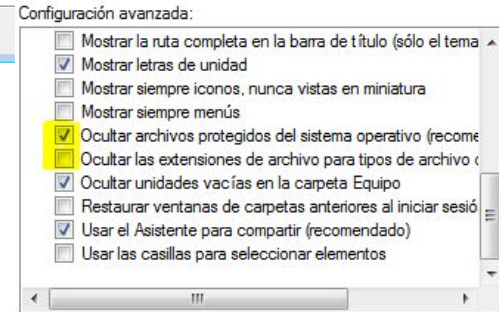 Configuración avanzada:
Mostrar la ruta completa en la barra de título (sólo el tema
Mostrar letras de unidad
Mostrar siempre iconos, nunca vistas en miniatura
Mostrar siempre menús
Ocultar archivos protegidos del sistema operativo (recome
Ocultar las extensiones de archivo para tipos de archivo c
Ocultar unidades vacías en la carpeta Equipo
Restaurar ventanas de carpetas anteriores al iniciar sesió
Usar el Asistente para compartir (recomendado)
Usar las casillas para seleccionar elementos